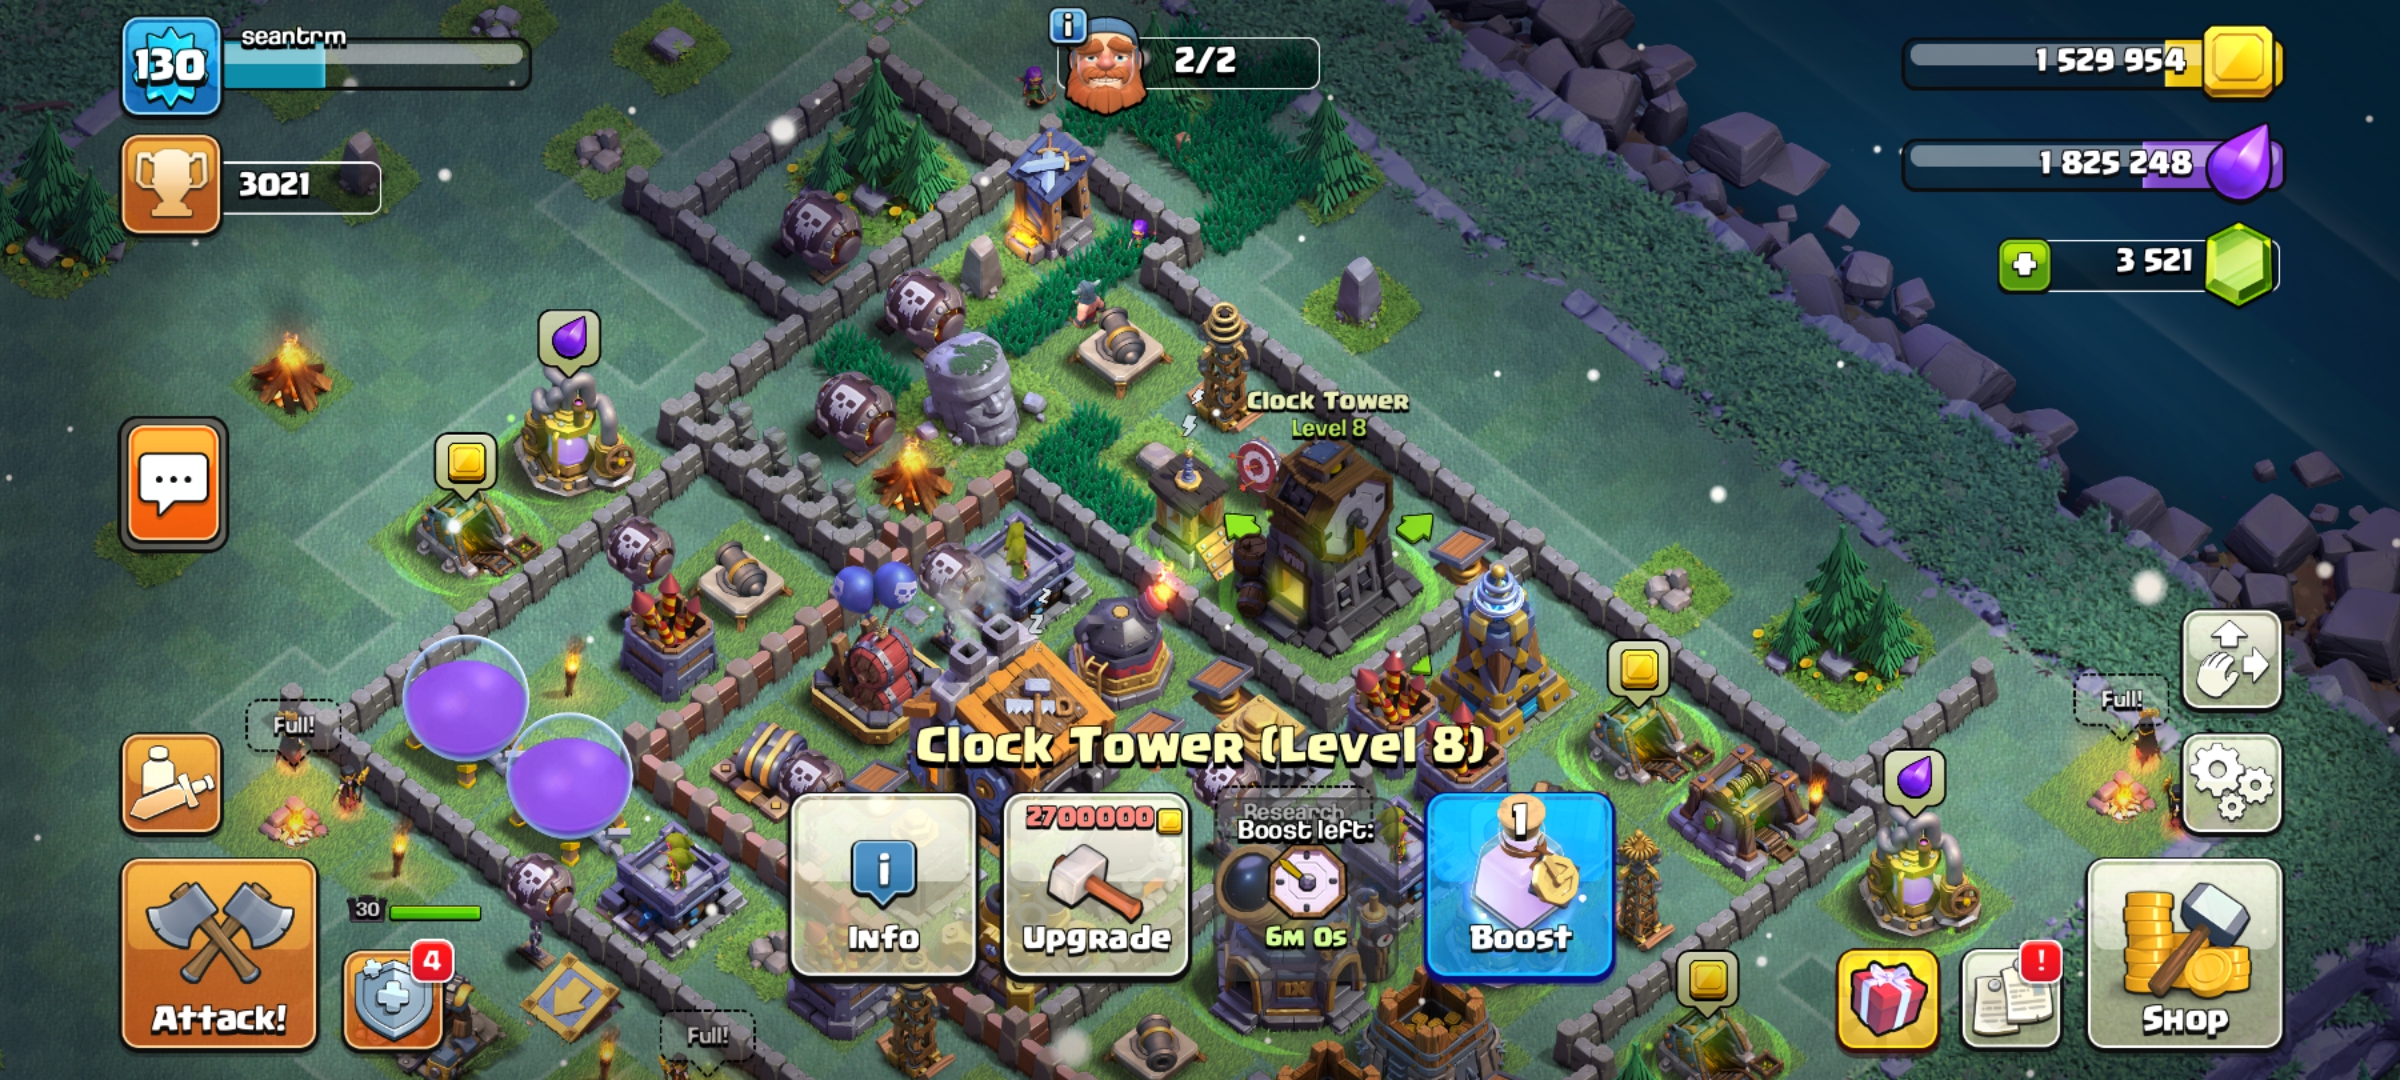 130
seantrm
i
2/2
1 529 954
3021
1 825 248
3 521
Clock Tower
Level 8
z
z
Full!
Full!
Clock Tower (Level 8)
1
2700000
Research
Boost left:
i
30
Info
Upgrade
6M 0s
Boost
4
!
IX
Attack!
Shop
Full!